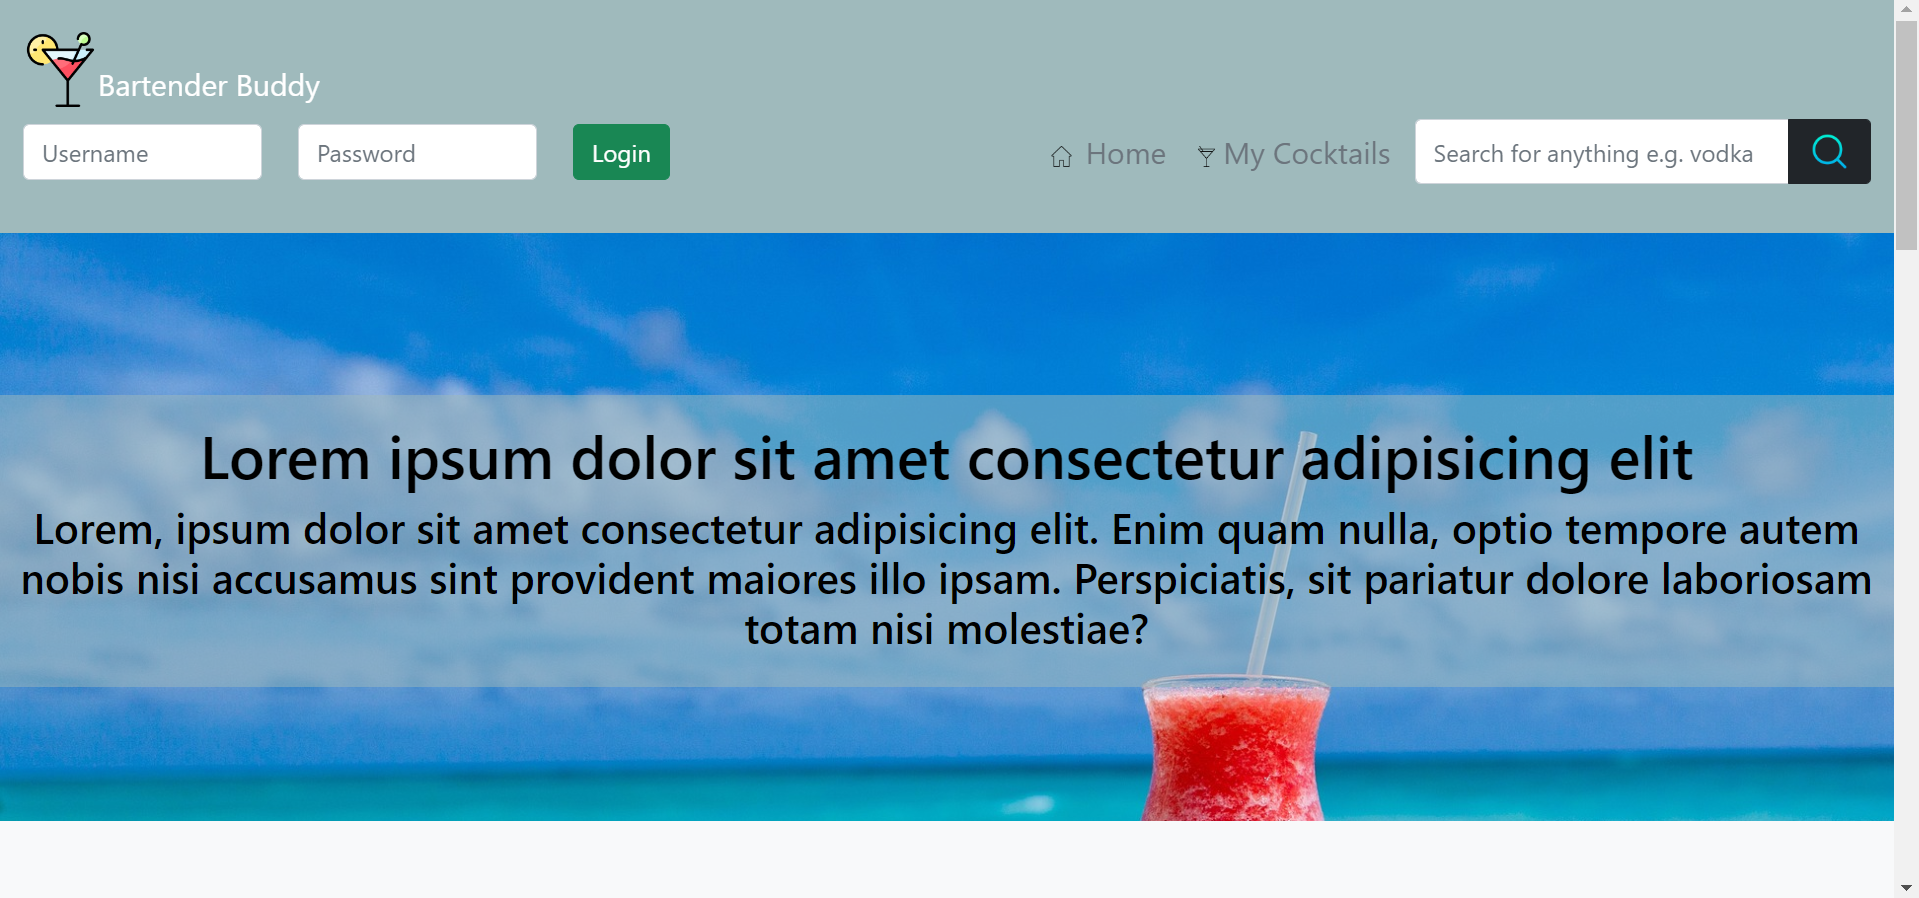 Bartender Buddy
Username
Password
Login
Home
My Cocktails
Search for anything e.g. vodka
Lorem ipsum dolor sit amet consectetur adipisicing elit
Lorem, ipsum dolor sit amet consectetur adipisicing elit. Enim quam nulla, optio tempore autem
nobis nisi accusamus sint provident maiores illo ipsam. Perspiciatis, sit pariatur dolore laboriosam
totam nisi molestiae?